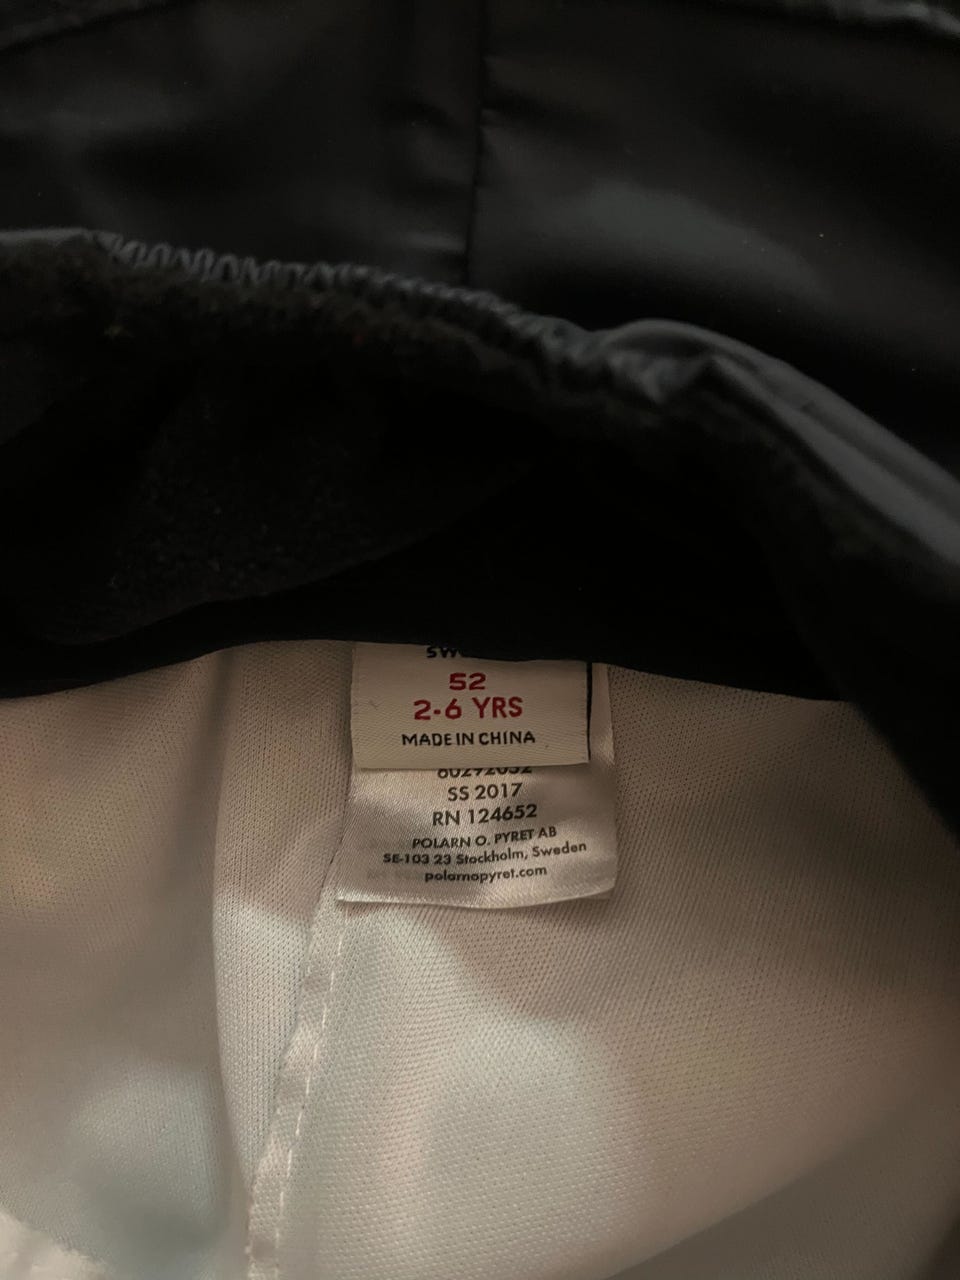 52
2-6 YRS
MADE IN CHINA
SS 2017
RN 124652
POLARN O. PYRET AB
SE-103 23 Stockholm, Sweden
polarnopyret.com